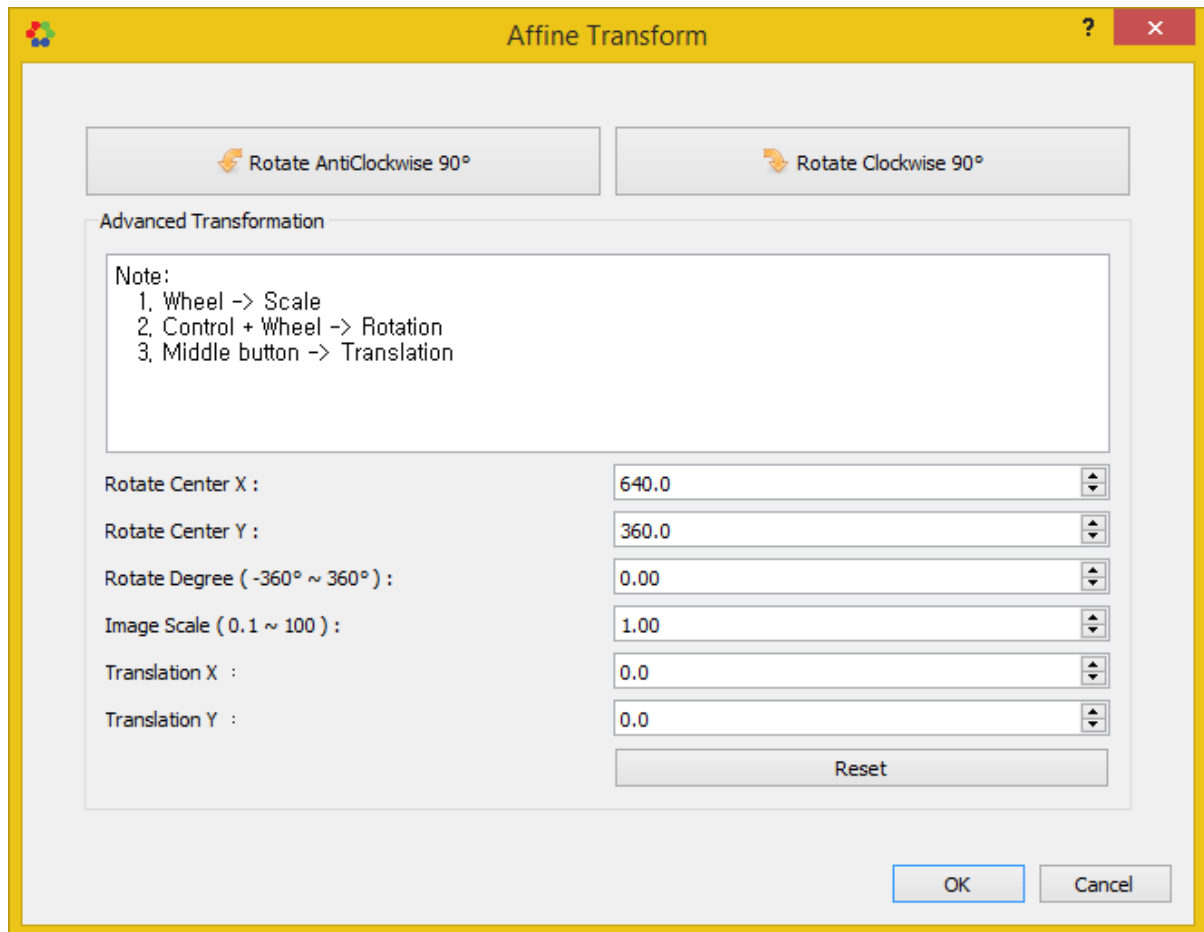 Affine Transform
?
Rotate AntiClockwise 90°
Rotate Clockwise 90°
Advanced Transformation
Note:
1, Wheel -> Scale
2, Control + Wheel -> Rotation
3, Middle button -> Translation
Rotate Center X : 640.0
Rotate Center Y : 360.0
Rotate Degree ( -360° ~ 360° ) : 0.00
Image Scale ( 0.1 ~ 100 ) : 1.00
Translation X : 0.0
Translation Y : 0.0
Reset
OK Cancel